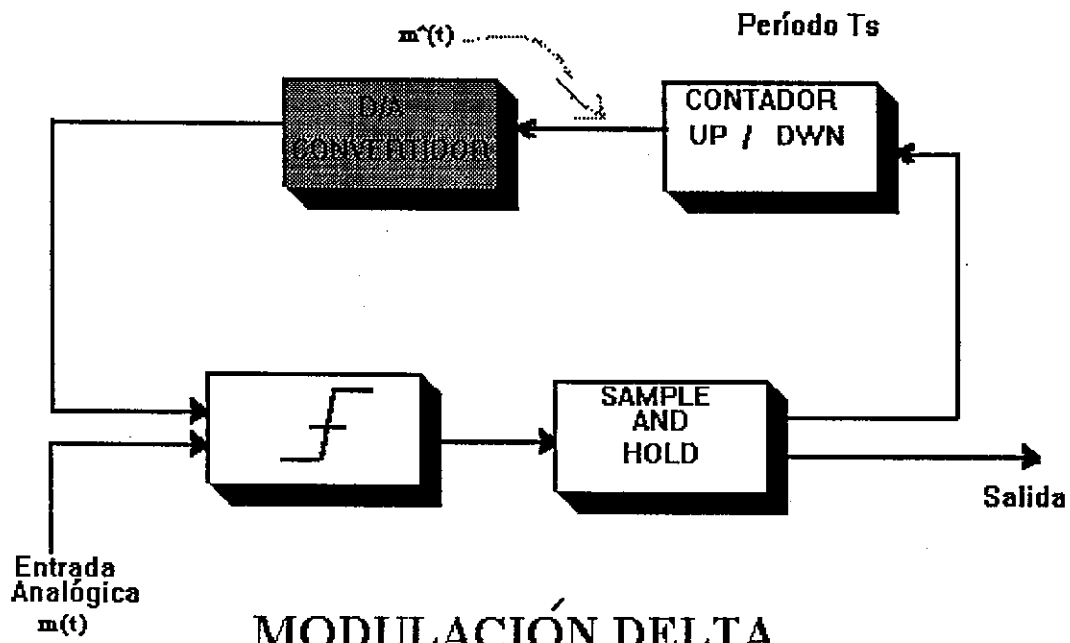 m^(t) ...
Período Ts
D/A
CONVERTIDOR
CONTADOR
UP / DWN
SAMPLE
AND
HOLD
Salida
Entrada
Analógica
m(t)
MODULACIÓN DELTA